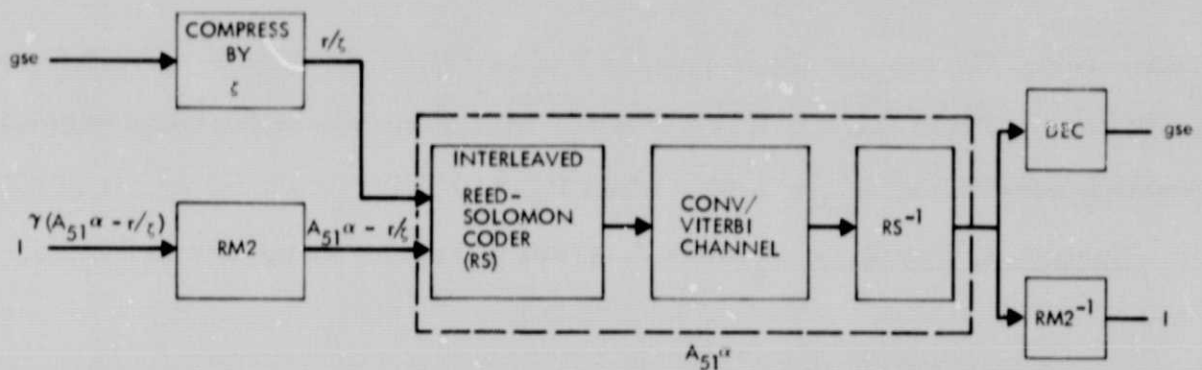 COMPRESS
BY
ζ
gse
r/ζ
INTERLEAVED
REED-
SOLOMON
CODER
(RS)
CONV/
VITERBI
CHANNEL
RS⁻¹
DEC
gse
γ(A₅₁α - r/ζ)
I
RM2
A₅₁α - r/ζ
RM2⁻¹
I
A₅₁α